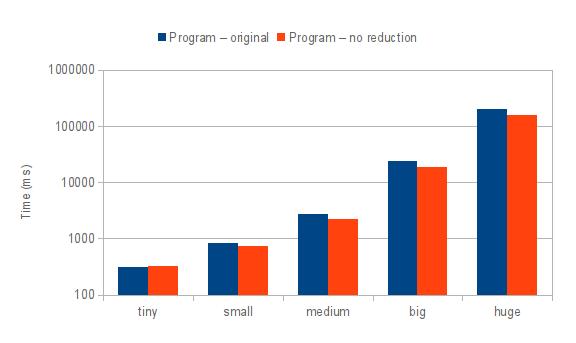 Program – original Program – no reduction
1000000
100000
10000
1000
100
Time (ms)
tiny small medium big huge